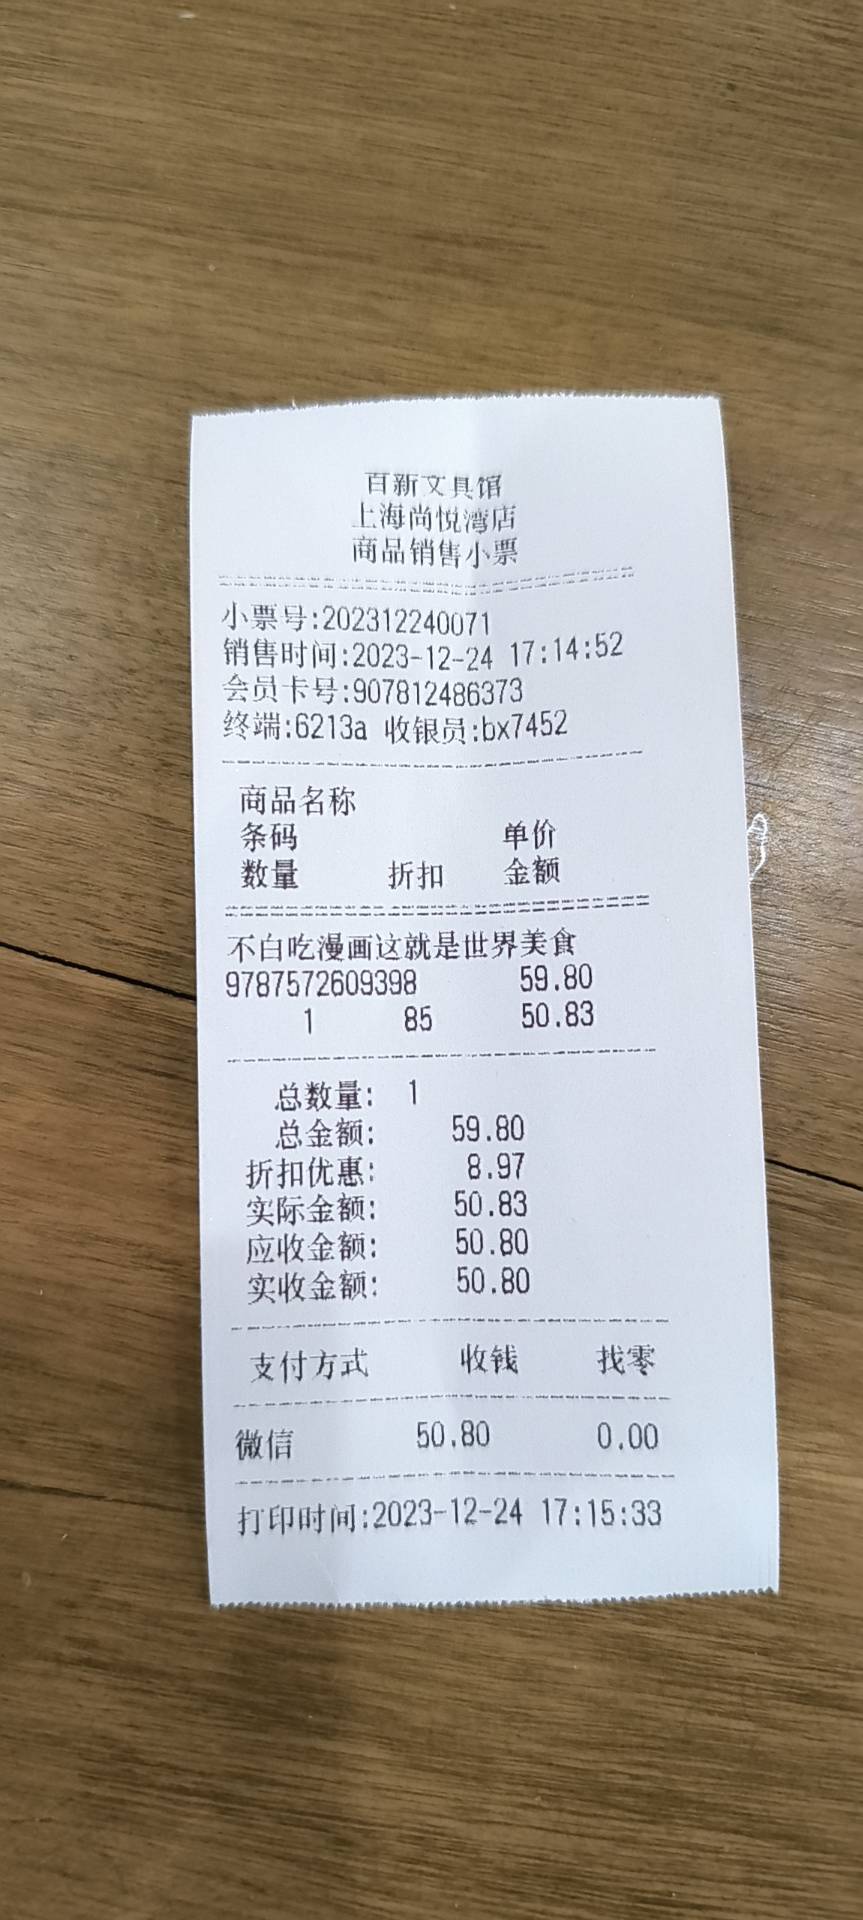 百新文具馆
上海尚悦湾店
商品销售小票
小票号:202312240071
销售时间:2023-12-24 17:14:52
会员卡号:907812486373
终端:6213a 收银员:bx7452
商品名称
条码 单价
数量 折扣 金额
不白吃漫画这就是世界美食
9787572609398 59.80
1 85 50.83
总数量: 1
总金额: 59.80
折扣优惠: 8.97
实际金额: 50.83
应收金额: 50.80
实收金额: 50.80
支付方式 收钱 找零
微信 50.80 0.00
打印时间:2023-12-24 17:15:33